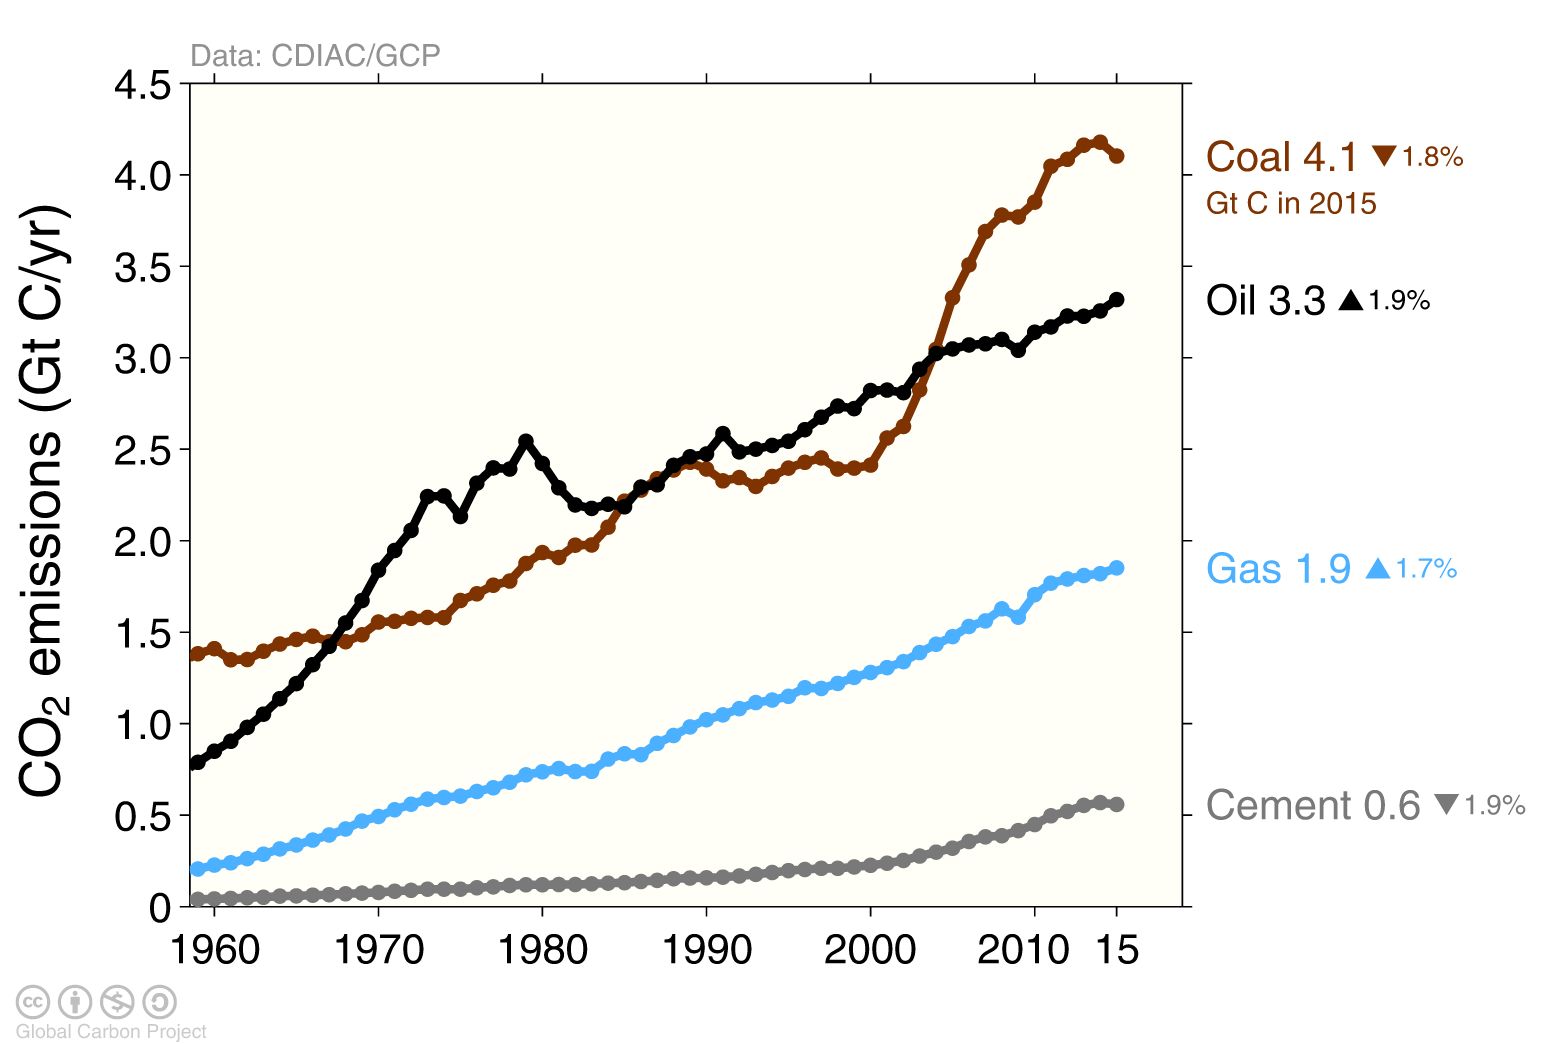 Data: CDIAC/GCP
4.5
4.0
3.5
3.0
2.5
2.0
1.5
1.0
0.5
0
CO₂ emissions (Gt C/yr)
1960 1970 1980 1990 2000 2010 15
Coal 4.1 ▼1.8%
Gt C in 2015
Oil 3.3 ▲1.9%
Gas 1.9 ▲1.7%
Cement 0.6 ▼1.9%
cc
Global Carbon Project